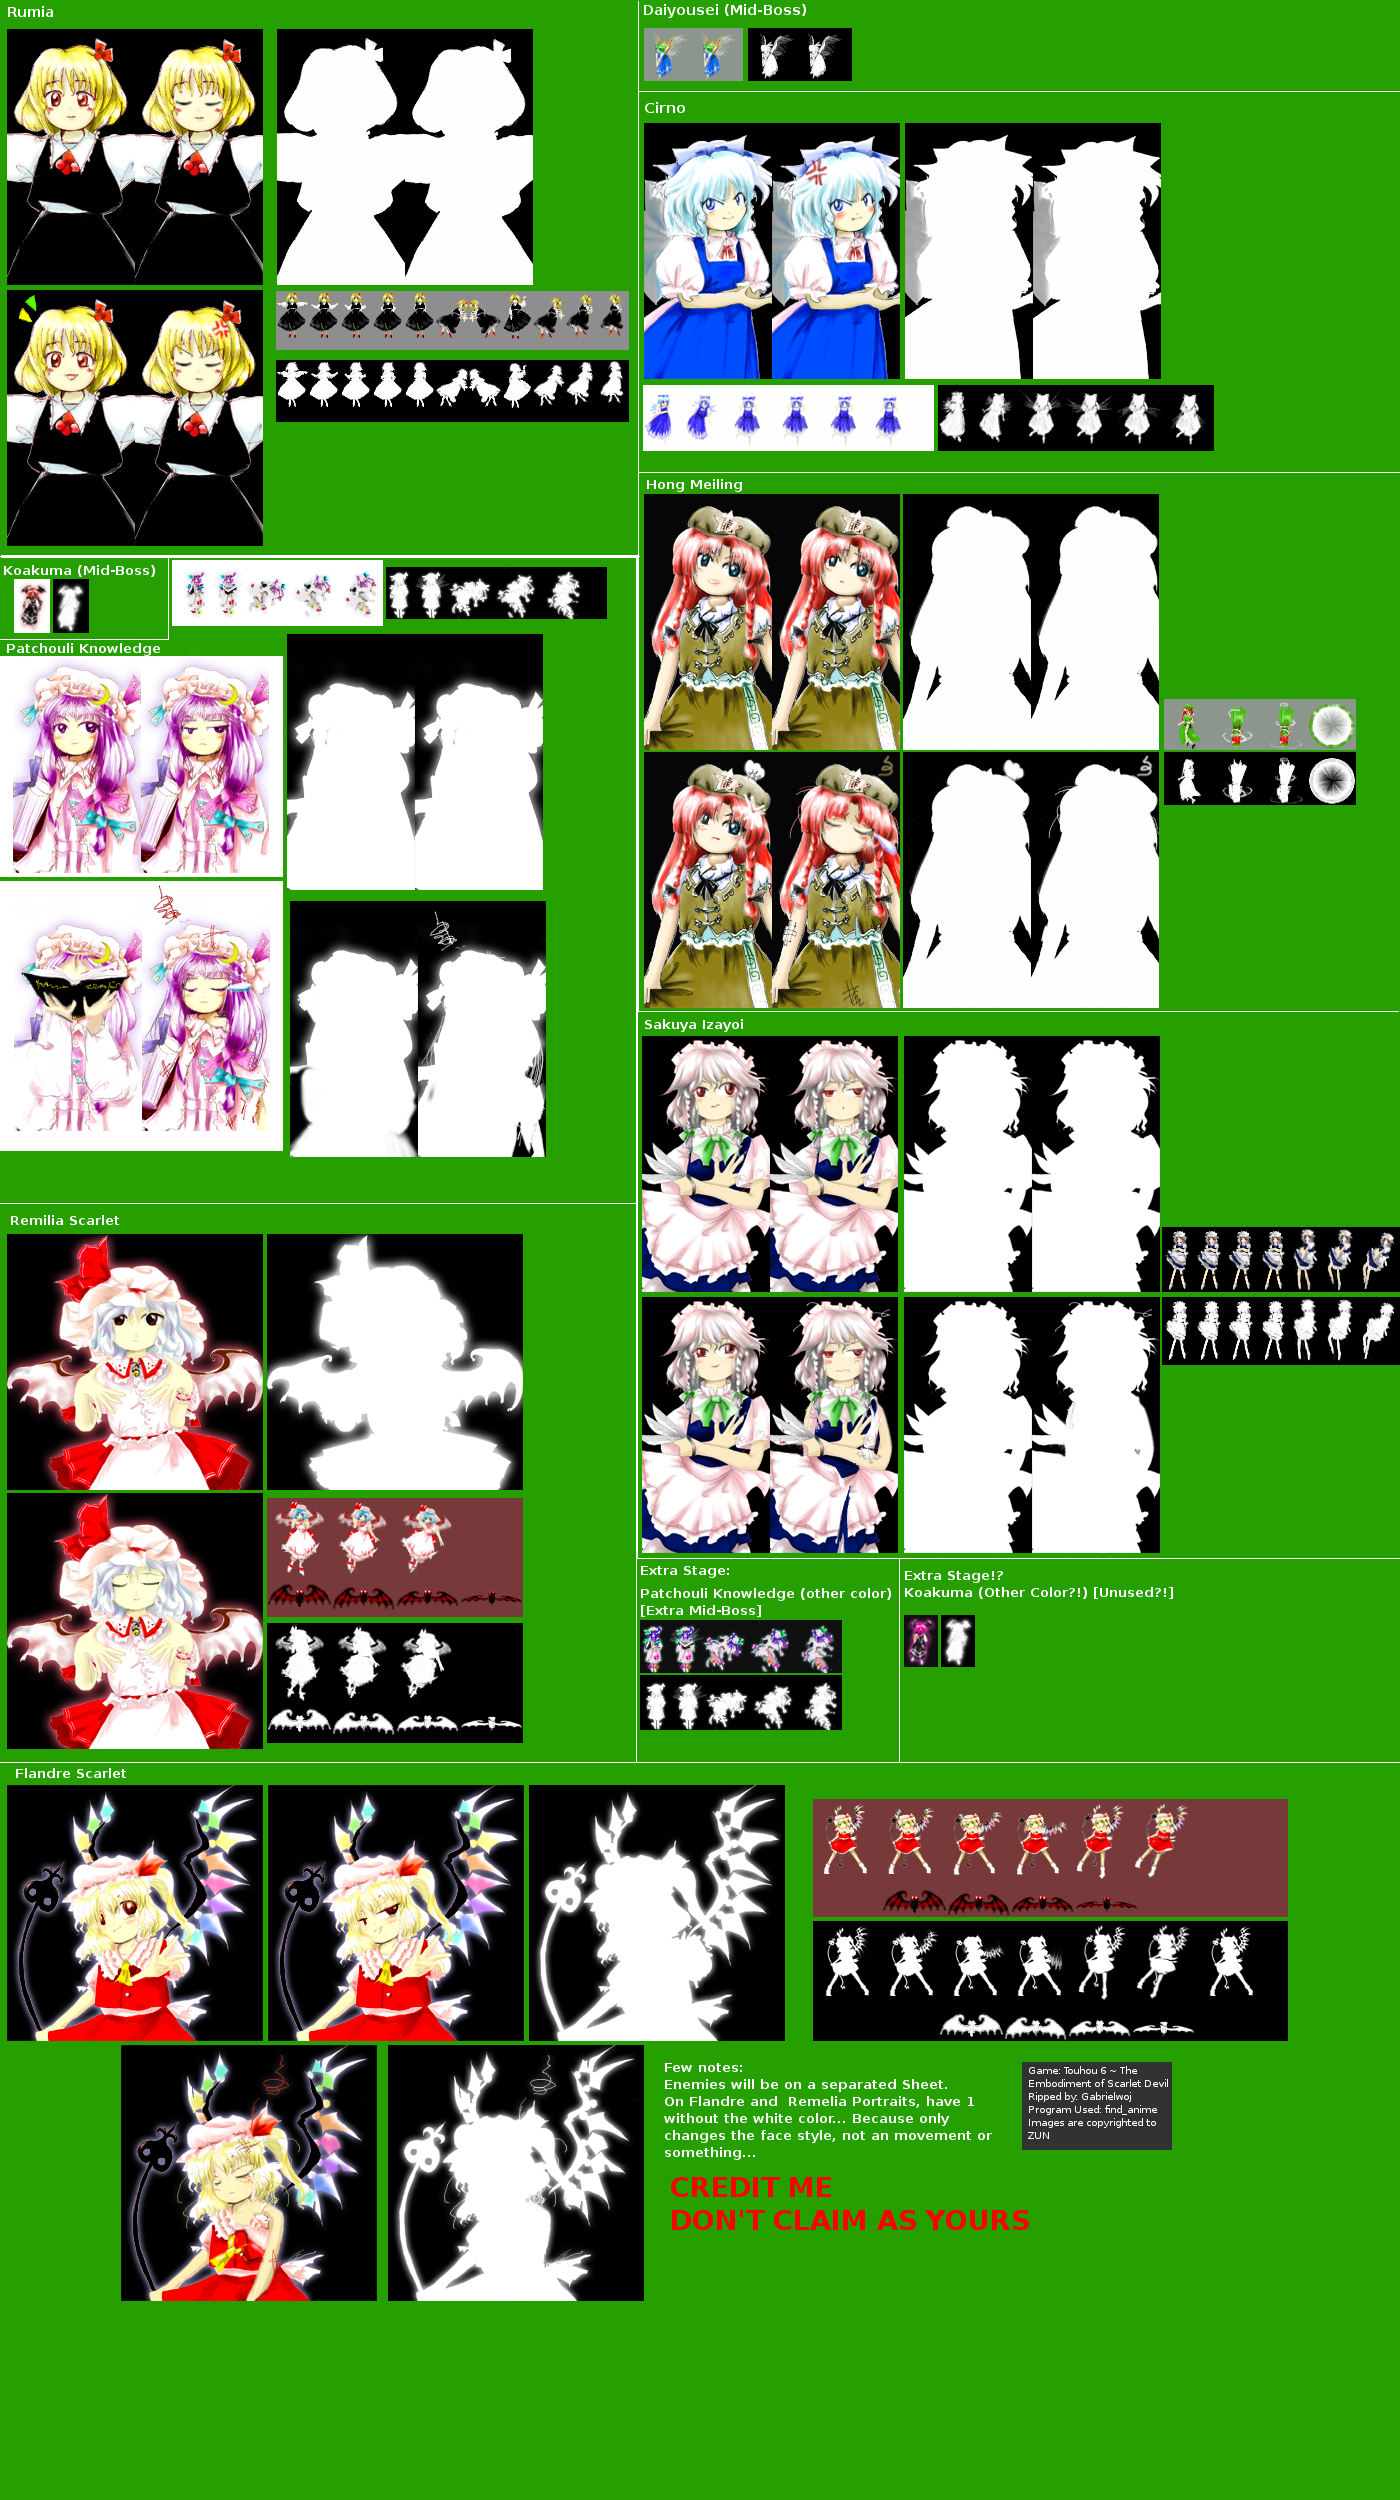 Rumia
Daiyousei (Mid-Boss)
Cirno
Hong Meiling
Koakuma (Mid-Boss)
Patchouli Knowledge
Sakuya Izayoi
Remilia Scarlet
Extra Stage:
Patchouli Knowledge (other color)
[Extra Mid-Boss]
Extra Stage!?
Koakuma (Other Color?!) [Unused?!]
Flandre Scarlet
Few notes:
Enemies will be on a separated Sheet.
On Flandre and  Remelia Portraits, have 1
without the white color... Because only
changes the face style, not an movement or
something...
CREDIT ME
DON'T CLAIM AS YOURS
Game: Touhou 6 ~ The
Embodiment of Scarlet Devil
Ripped by: Gabrielwoj
Program Used: find_anime
Images are copyrighted to
ZUN